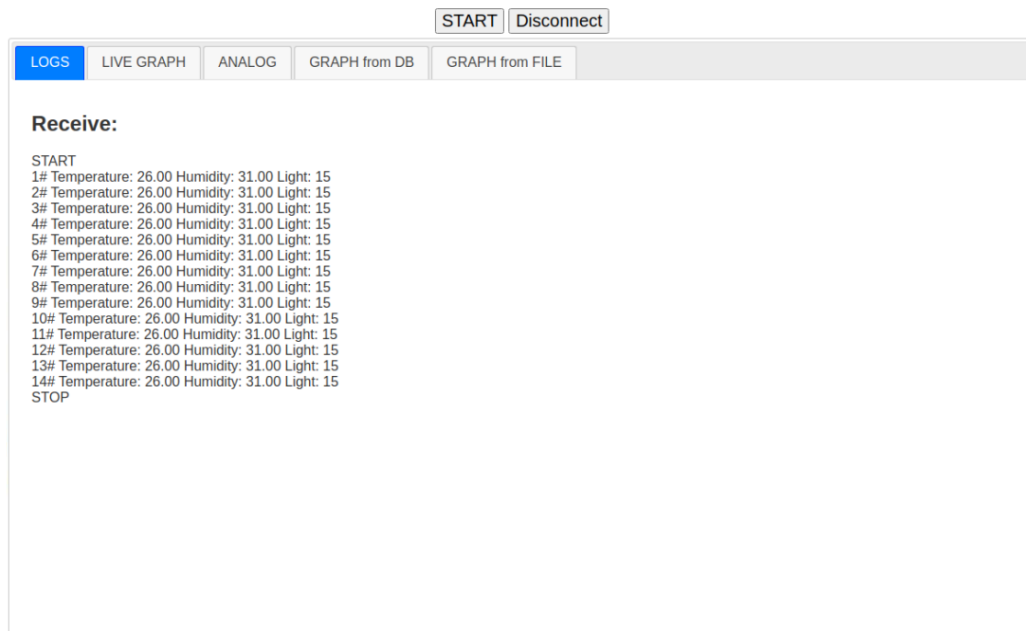 START Disconnect
LOGS LIVE GRAPH ANALOG GRAPH from DB GRAPH from FILE
Receive:
START
1# Temperature: 26.00 Humidity: 31.00 Light: 15
2# Temperature: 26.00 Humidity: 31.00 Light: 15
3# Temperature: 26.00 Humidity: 31.00 Light: 15
4# Temperature: 26.00 Humidity: 31.00 Light: 15
5# Temperature: 26.00 Humidity: 31.00 Light: 15
6# Temperature: 26.00 Humidity: 31.00 Light: 15
7# Temperature: 26.00 Humidity: 31.00 Light: 15
8# Temperature: 26.00 Humidity: 31.00 Light: 15
9# Temperature: 26.00 Humidity: 31.00 Light: 15
10# Temperature: 26.00 Humidity: 31.00 Light: 15
11# Temperature: 26.00 Humidity: 31.00 Light: 15
12# Temperature: 26.00 Humidity: 31.00 Light: 15
13# Temperature: 26.00 Humidity: 31.00 Light: 15
14# Temperature: 26.00 Humidity: 31.00 Light: 15
STOP